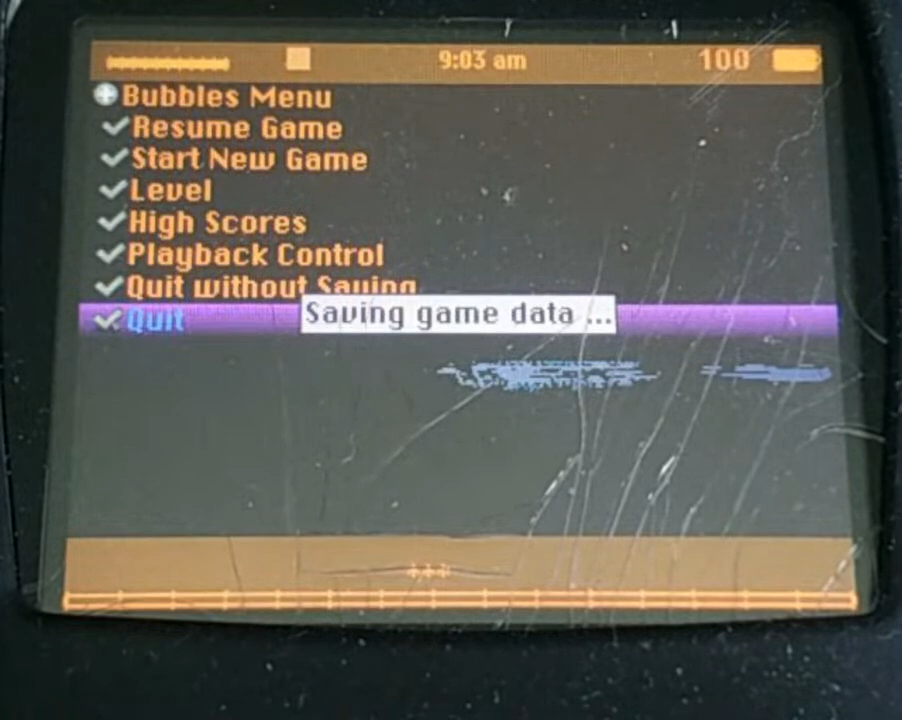 9:03 am 100
Bubbles Menu
Resume Game
Start New Game
Level
High Scores
Playback Control
Quit without Saving
Quit
Saving game data ...